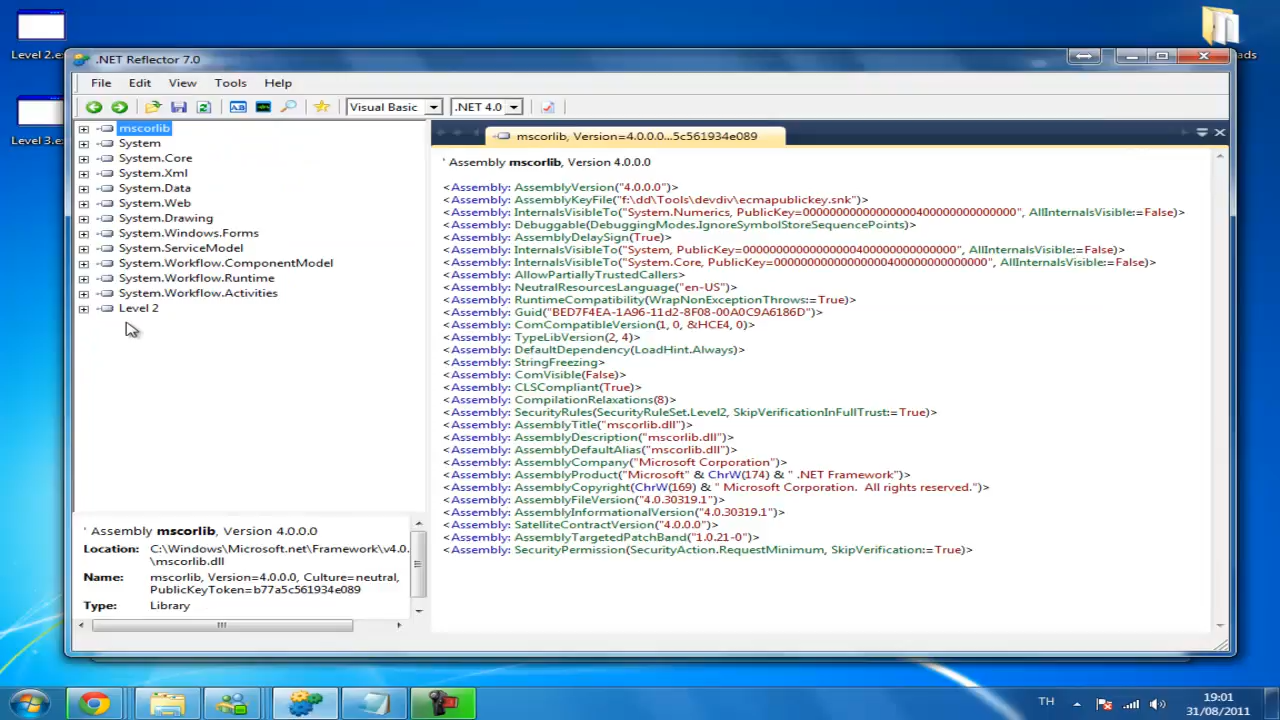 Level 2.ex
Level 3.ex
ads
.NET Reflector 7.0
File Edit View Tools Help
Visual Basic .NET 4.0
mscorlib
System
System.Core
System.Xml
System.Data
System.Web
System.Drawing
System.Windows.Forms
System.ServiceModel
System.Workflow.ComponentModel
System.Workflow.Runtime
System.Workflow.Activities
Level 2
' Assembly mscorlib, Version 4.0.0.0
Location: C:\Windows\Microsoft.net\Framework\v4.0.
\mscorlib.dll
Name: mscorlib, Version=4.0.0.0, Culture=neutral,
PublicKeyToken=b77a5c561934e089
Type: Library
mscorlib, Version=4.0.0.0...5c561934e089
' Assembly mscorlib, Version 4.0.0.0
<Assembly: AssemblyVersion("4.0.0.0")>
<Assembly: AssemblyKeyFile("f:\dd\Tools\devdiv\ecmapublickey.snk")>
<Assembly: InternalsVisibleTo("System.Numerics, PublicKey=00000000000000000400000000000000", AllInternalsVisible:=False)>
<Assembly: Debuggable(DebuggingModes.IgnoreSymbolStoreSequencePoints)>
<Assembly: AssemblyDelaySign(True)>
<Assembly: InternalsVisibleTo("System, PublicKey=00000000000000000400000000000000", AllInternalsVisible:=False)>
<Assembly: InternalsVisibleTo("System.Core, PublicKey=00000000000000000400000000000000", AllInternalsVisible:=False)>
<Assembly: AllowPartiallyTrustedCallers>
<Assembly: NeutralResourcesLanguage("en-US")>
<Assembly: RuntimeCompatibility(WrapNonExceptionThrows:=True)>
<Assembly: Guid("BED7F4EA-1A96-11d2-8F08-00A0C9A6186D")>
<Assembly: ComCompatibleVersion(1, 0, &HCE4, 0)>
<Assembly: TypeLibVersion(2, 4)>
<Assembly: DefaultDependency(LoadHint.Always)>
<Assembly: StringFreezing>
<Assembly: ComVisible(False)>
<Assembly: CLSCompliant(True)>
<Assembly: CompilationRelaxations(8)>
<Assembly: SecurityRules(SecurityRuleSet.Level2, SkipVerificationInFullTrust:=True)>
<Assembly: AssemblyTitle("mscorlib.dll")>
<Assembly: AssemblyDescription("mscorlib.dll")>
<Assembly: AssemblyDefaultAlias("mscorlib.dll")>
<Assembly: AssemblyCompany("Microsoft Corporation")>
<Assembly: AssemblyProduct("Microsoft" & ChrW(174) & " .NET Framework")>
<Assembly: AssemblyCopyright(ChrW(169) & " Microsoft Corporation.  All rights reserved.")>
<Assembly: AssemblyFileVersion("4.0.30319.1")>
<Assembly: AssemblyInformationalVersion("4.0.30319.1")>
<Assembly: SatelliteContractVersion("4.0.0.0")>
<Assembly: AssemblyTargetedPatchBand("1.0.21-0")>
<Assembly: SecurityPermission(SecurityAction.RequestMinimum, SkipVerification:=True)>
TH
19:01
31/08/2011